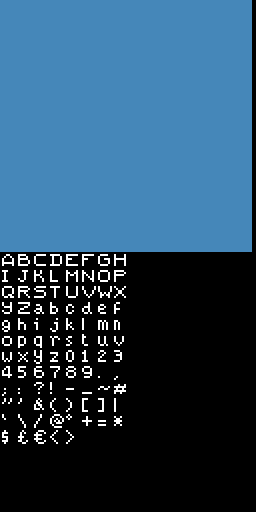 ABCDEFGH
IJKLMNOP
QRSTUVWX
YZabcdef
ghijklmn
opqrstuv
wxyz0123
456789.,
;:?!-_~#
"'&()[]|
`\/@°+=*
$£€<>